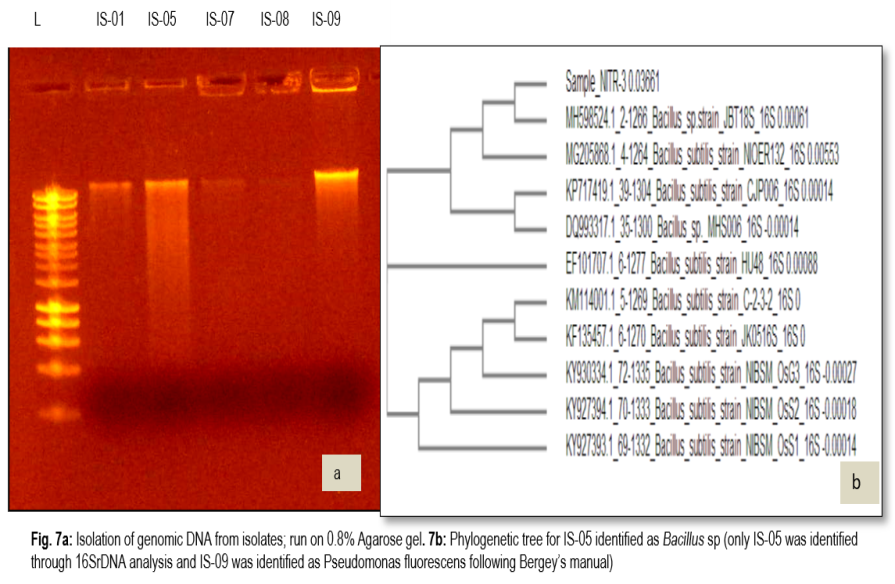 L IS-01 IS-05 IS-07 IS-08 IS-09
Sample_NITR-3 0.03661
MH598524.1_2-1266_Bacillus_sp.strain_JBT18S_16S 0.00061
MG205868.1_4-1264_Bacillus_subtilis_strain_NIOER132_16S 0.00553
KP717419.1_39-1304_Bacillus_subtilis_strain_CJP006_16S 0.00014
DQ993317.1_35-1300_Bacillus_sp._MHS006_16S -0.00014
EF101707.1_6-1277_Bacillus_subtilis_strain_HU48_16S 0.00088
KM114001.1_5-1269_Bacillus_subtilis_strain_C-2-3-2_16S 0
KF135457.1_6-1270_Bacillus_subtilis_strain_JK0516S_16S 0
KY930334.1_72-1335_Bacillus_subtilis_strain_NIBSM_OsG3_16S -0.00027
KY927394.1_70-1333_Bacillus_subtilis_strain_NIBSM_OsS2_16S -0.00018
KY927393.1_69-1332_Bacillus_subtilis_strain_NIBSM_OsS1_16S -0.00014
a
b
Fig. 7a: Isolation of genomic DNA from isolates; run on 0.8% Agarose gel. 7b: Phylogenetic tree for IS-05 identified as Bacillus sp (only IS-05 was identified
through 16SrDNA analysis and IS-09 was identified as Pseudomonas fluorescens following Bergey’s manual)